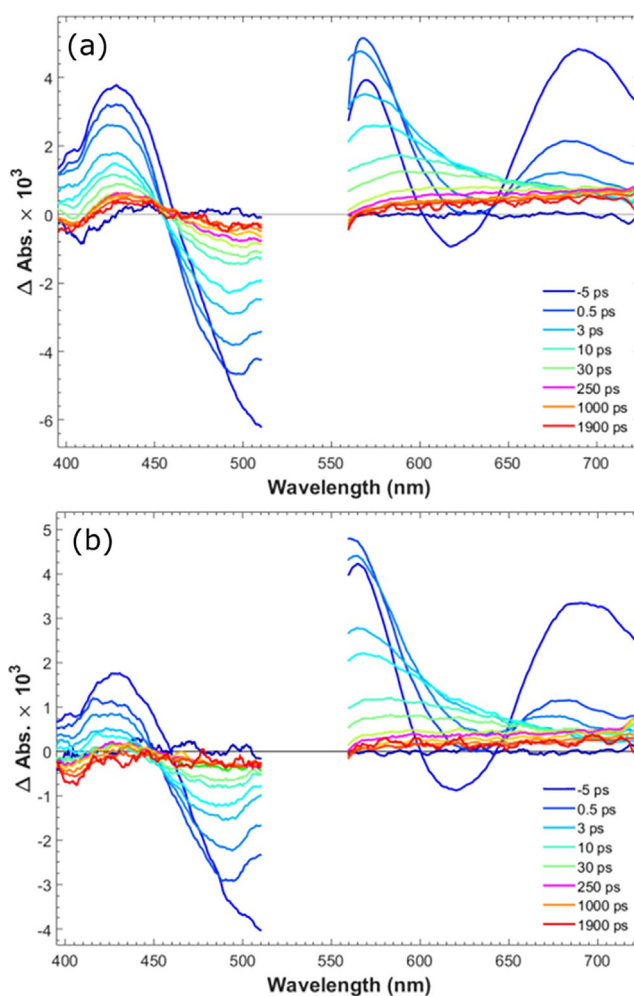 (a)
Δ Abs. × 10³
4
2
0
-2
-4
-6
-5 ps
0.5 ps
3 ps
10 ps
30 ps
250 ps
1000 ps
1900 ps
400 450 500 550 600 650 700
Wavelength (nm)
(b)
Δ Abs. × 10³
5
4
3
2
1
0
-1
-2
-3
-4
-5 ps
0.5 ps
3 ps
10 ps
30 ps
250 ps
1000 ps
1900 ps
400 450 500 550 600 650 700
Wavelength (nm)